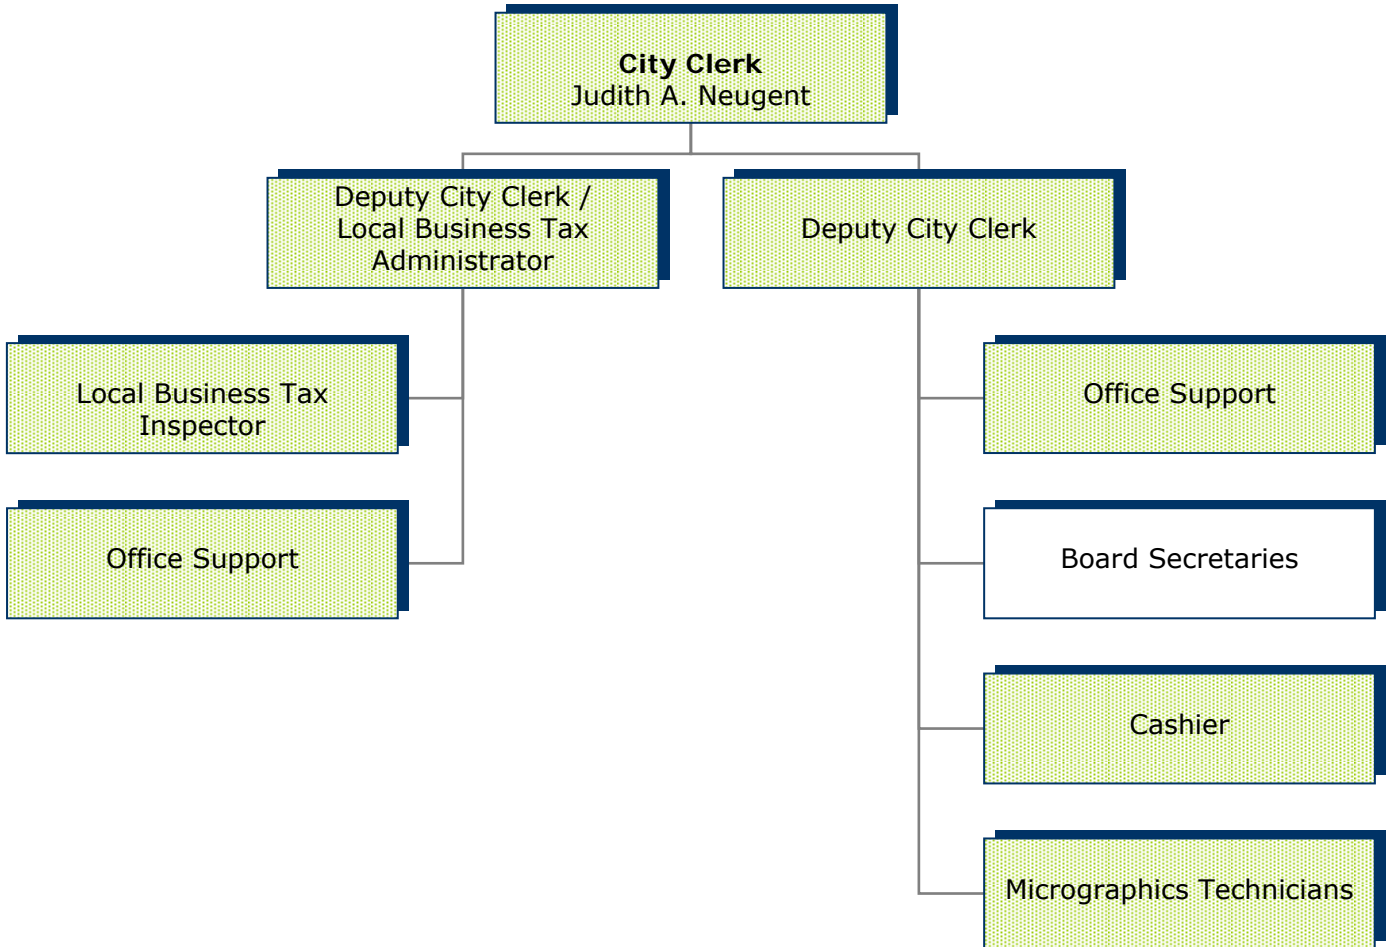 City Clerk
Judith A. Neugent
Deputy City Clerk /
Local Business Tax
Administrator
Deputy City Clerk
Local Business Tax
Inspector
Office Support
Office Support
Board Secretaries
Cashier
Micrographics Technicians